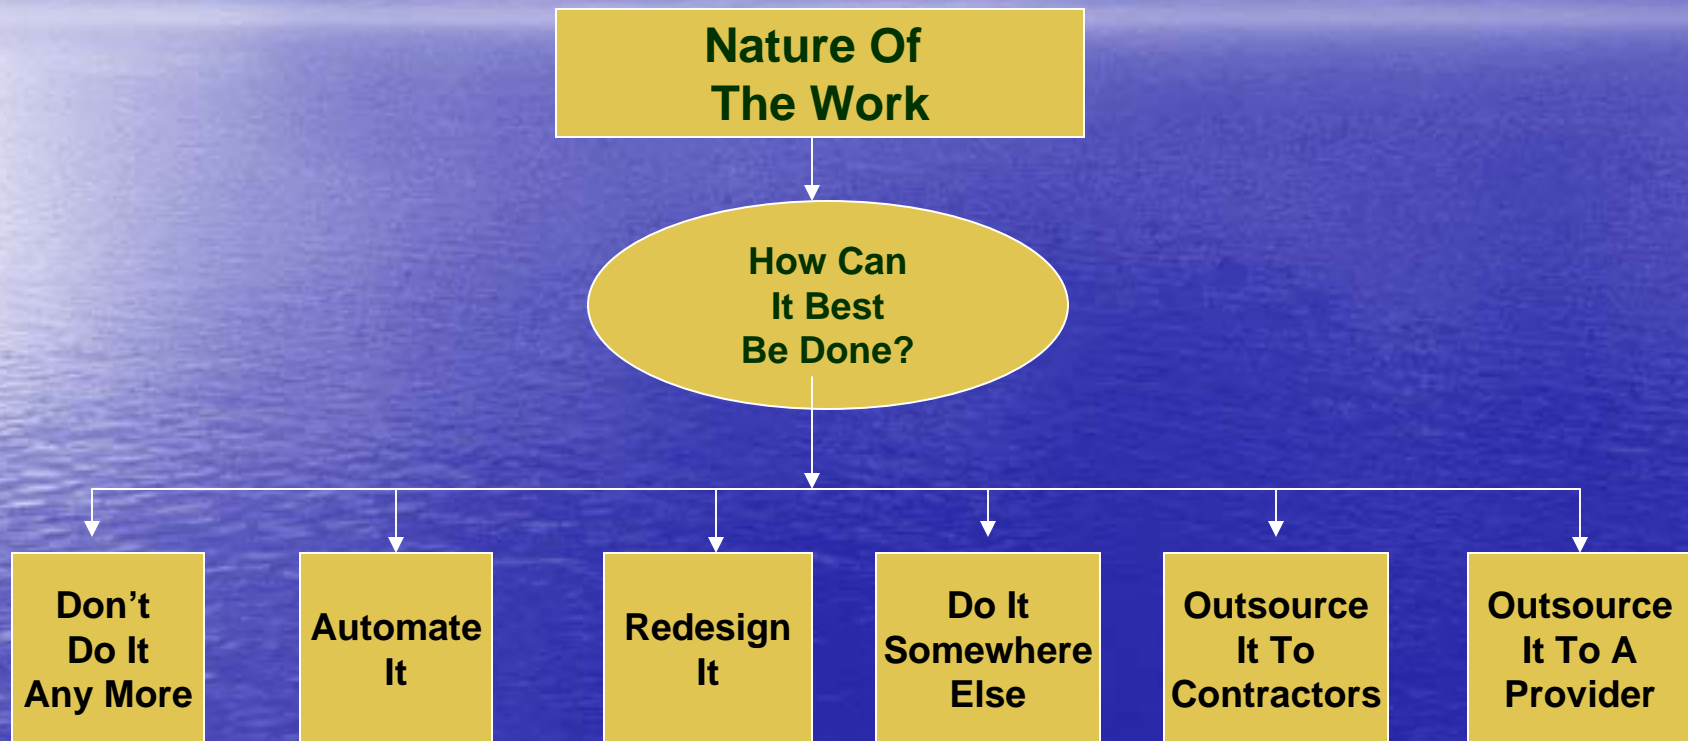 Nature Of
The Work
How Can
It Best
Be Done?
Don’t
Do It
Any More
Automate
It
Redesign
It
Do It
Somewhere
Else
Outsource
It To
Contractors
Outsource
It To A
Provider